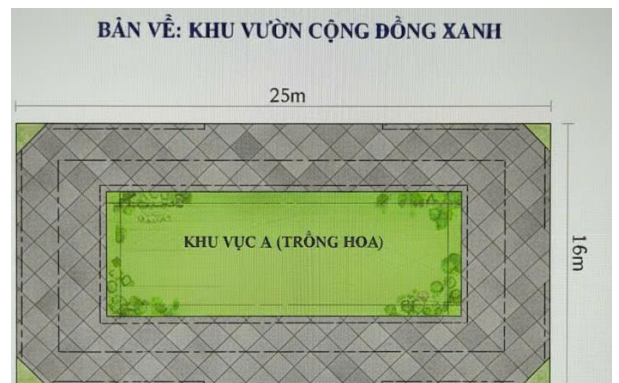 BẢN VẼ: KHU VƯỜN CỘNG ĐỒNG XANH
25m
KHU VỰC A (TRỒNG HOA)
16m